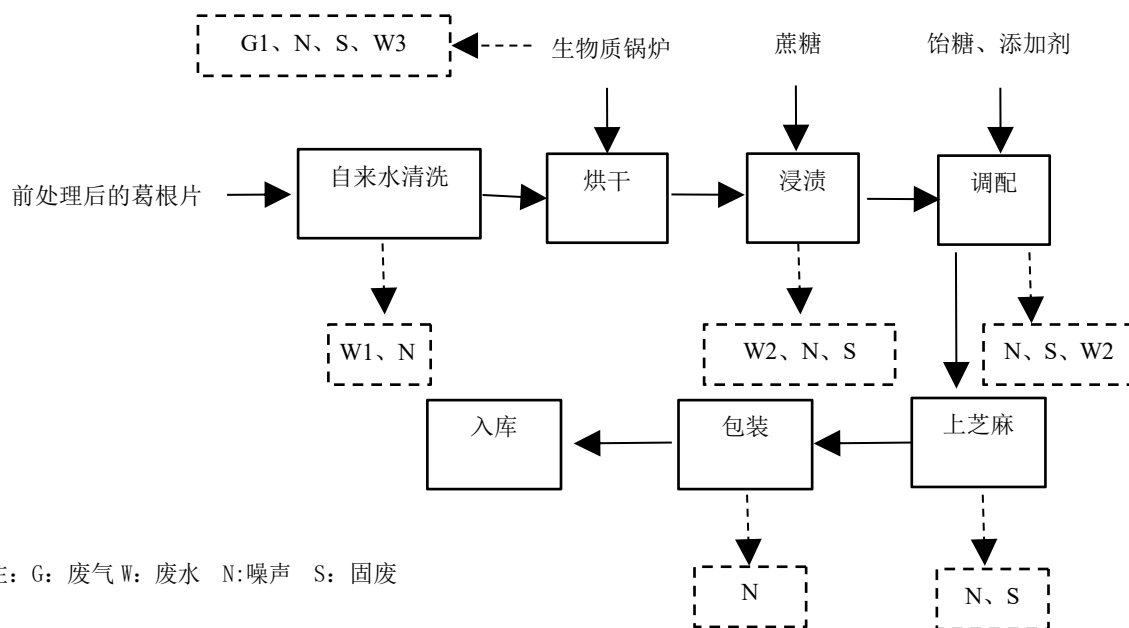 G1、N、S、W3
生物质锅炉
蔗糖
饴糖、添加剂
前处理后的葛根片
自来水清洗
烘干
浸渍
调配
W1、N
W2、N、S
N、S、W2
入库
包装
上芝麻
N
N、S
：G：废气 W：废水 N:噪声 S：固废